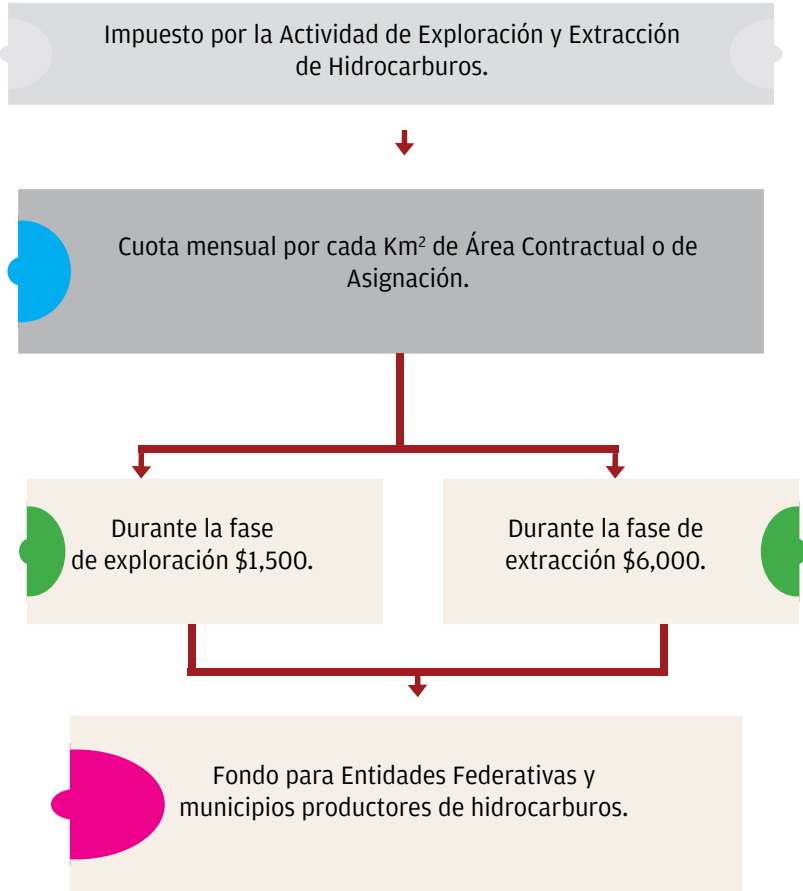 Impuesto por la Actividad de Exploración y Extracción
de Hidrocarburos.
Cuota mensual por cada Km² de Área Contractual o de
Asignación.
Durante la fase
de exploración $1,500.
Durante la fase de
extracción $6,000.
Fondo para Entidades Federativas y
municipios productores de hidrocarburos.